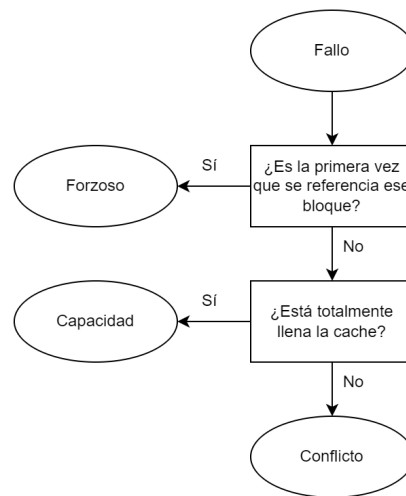 Fallo
¿Es la primera vez
Sí
Forzoso
que se referencia ese
bloque?
No
Sí
¿Está totalmente
Capacidad
llena la cache?
No
Conflicto